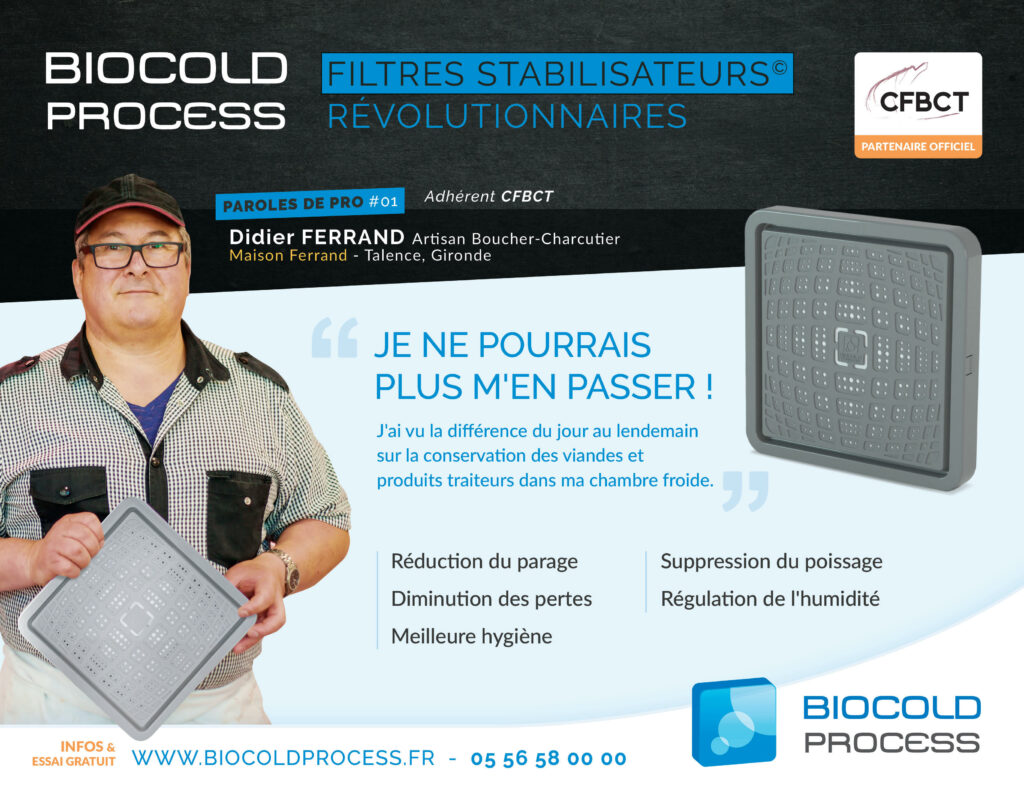 BIOCOLD
PROCESS
FILTRES STABILISATEURS©
RÉVOLUTIONNAIRES
CFBCT
PARTENAIRE OFFICIEL
PAROLES DE PRO #01
Adhérent CFBCT
Didier FERRAND Artisan Boucher-Charcutier
Maison Ferrand - Talence, Gironde
“ JE NE POURRAIS
PLUS M'EN PASSER !
J'ai vu la différence du jour au lendemain
sur la conservation des viandes et
produits traiteurs dans ma chambre froide. ”
Réduction du parage
Diminution des pertes
Meilleure hygiène
Suppression du poissage
Régulation de l'humidité
BIOCOLD
PROCESS
INFOS &
ESSAI GRATUIT
WWW.BIOCOLDPROCESS.FR - 05 56 58 00 00